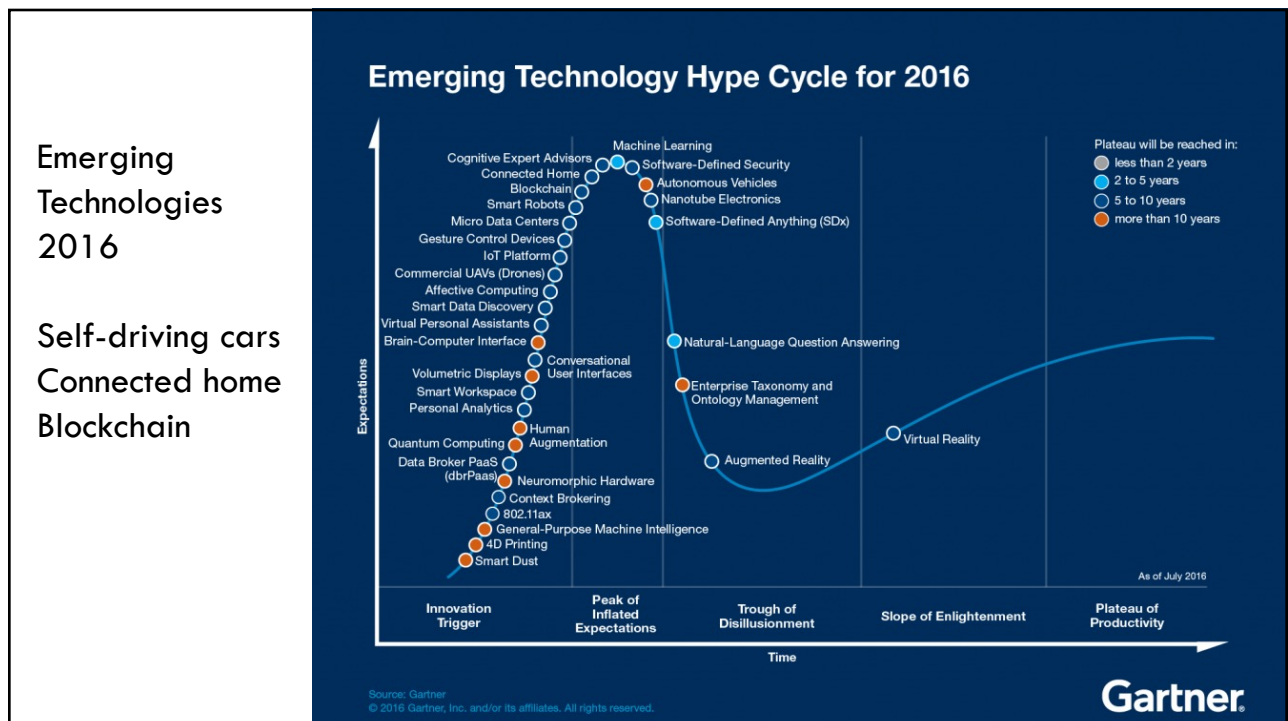 Emerging
Technologies
2016
Self-driving cars
Connected home
Blockchain
Emerging Technology Hype Cycle for 2016
Plateau will be reached in:
less than 2 years
2 to 5 years
5 to 10 years
more than 10 years
Expectations
Machine Learning
Cognitive Expert Advisors
Software-Defined Security
Connected Home
Autonomous Vehicles
Blockchain
Nanotube Electronics
Smart Robots
Micro Data Centers
Software-Defined Anything (SDx)
Gesture Control Devices
IoT Platform
Commercial UAVs (Drones)
Affective Computing
Smart Data Discovery
Virtual Personal Assistants
Brain-Computer Interface
Natural-Language Question Answering
Conversational
User Interfaces
Volumetric Displays
Enterprise Taxonomy and
Ontology Management
Smart Workspace
Personal Analytics
Human
Augmentation
Quantum Computing
Virtual Reality
Data Broker PaaS
(dbrPaas)
Augmented Reality
Neuromorphic Hardware
Context Brokering
802.11ax
General-Purpose Machine Intelligence
4D Printing
Smart Dust
As of July 2016
Innovation
Trigger
Peak of
Inflated
Expectations
Trough of
Disillusionment
Slope of Enlightenment
Plateau of
Productivity
Time
Source: Gartner
© 2016 Gartner, Inc. and/or its affiliates. All rights reserved.
Gartner®